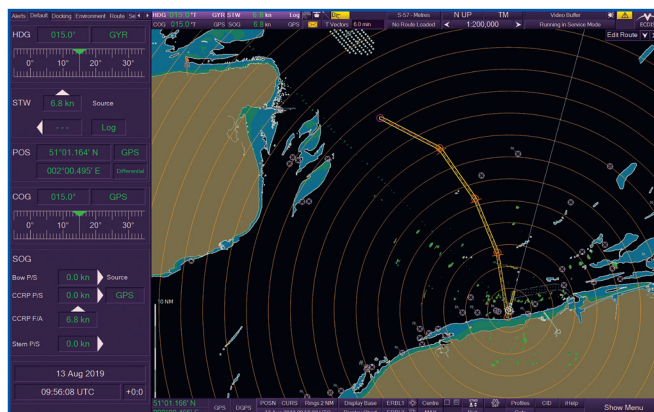 Alerts Default Docking Environment Route
HDG 015.0° GYR
0° 10° 20° 30°
STW 6.8 kn Source
- - - Log
POS 51°01.164' N GPS
002°00.495' E Differential
COG 015.0° GPS
0° 10° 20° 30°
SOG
Bow P/S 0.0 kn Source
CCRP P/S 0.0 kn GPS
CCRP F/A 6.8 kn
Stern P/S 0.0 kn
13 Aug 2019
09:56:08 UTC +0:0
HDG 015.0 °T GYR STW 6.8 kn Log
COG 015.0 °T GPS SOG 6.8 kn GPS
T Vectors 6.0 min
S-57 - Metres N UP TM
No Route Loaded 1:200,000
Video Buffer
Running in Service Mode
ECDIS
Edit Route
10 NM
51°01.166' N GPS DGPS POSN CURS Rings 2 NM Display Base ERBL1 Centre Profiles CID Help
Show Menu